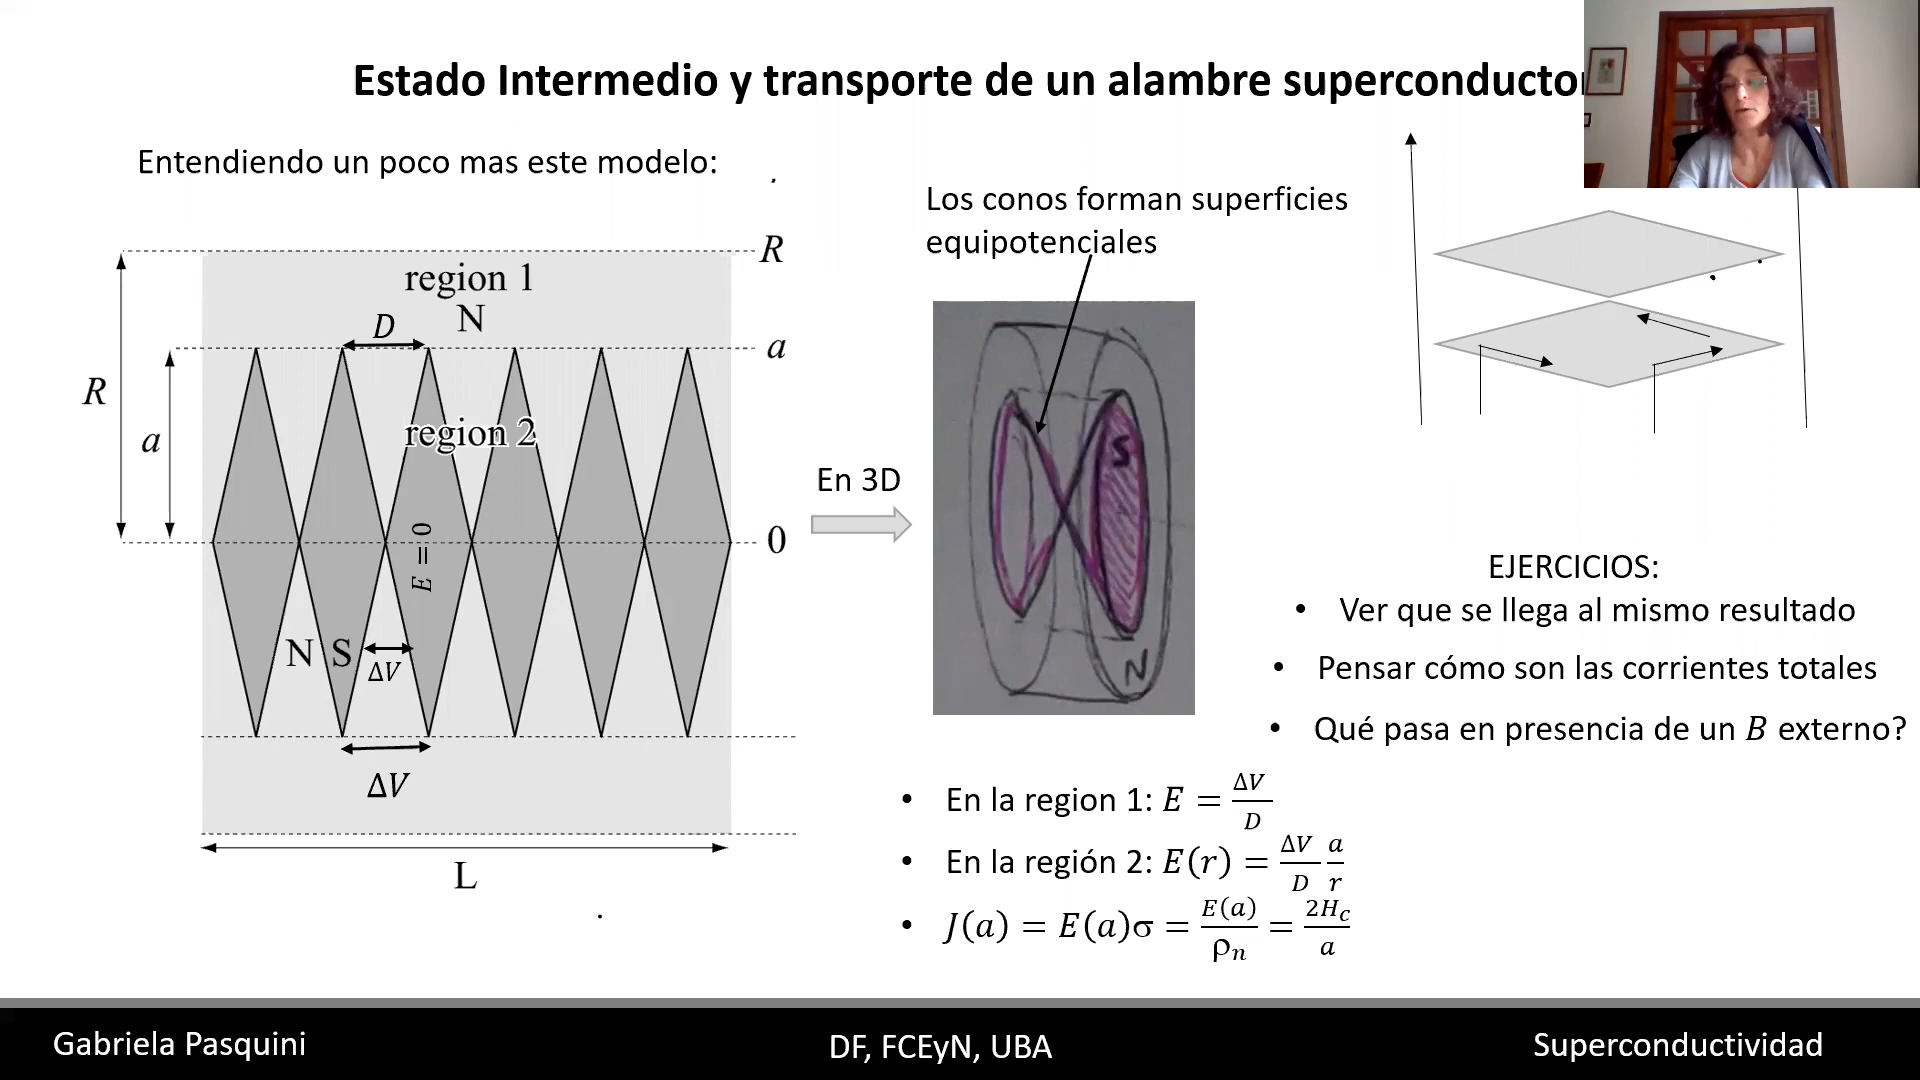 Estado Intermedio y transporte de un alambre superconductor
Entendiendo un poco mas este modelo:
R
region 1
N
D
a
R
a
region 2
E = 0
0
N S
ΔV
ΔV
L
En 3D
Los conos forman superficies
equipotenciales
S
N
EJERCICIOS:
• Ver que se llega al mismo resultado
• Pensar cómo son las corrientes totales
• Qué pasa en presencia de un B externo?
• En la region 1: E = ΔV/D
• En la región 2: E(r) = ΔV/D a/r
• J(a) = E(a)σ = E(a)/ρn = 2Hc/a
Gabriela Pasquini
DF, FCEyN, UBA
Superconductividad